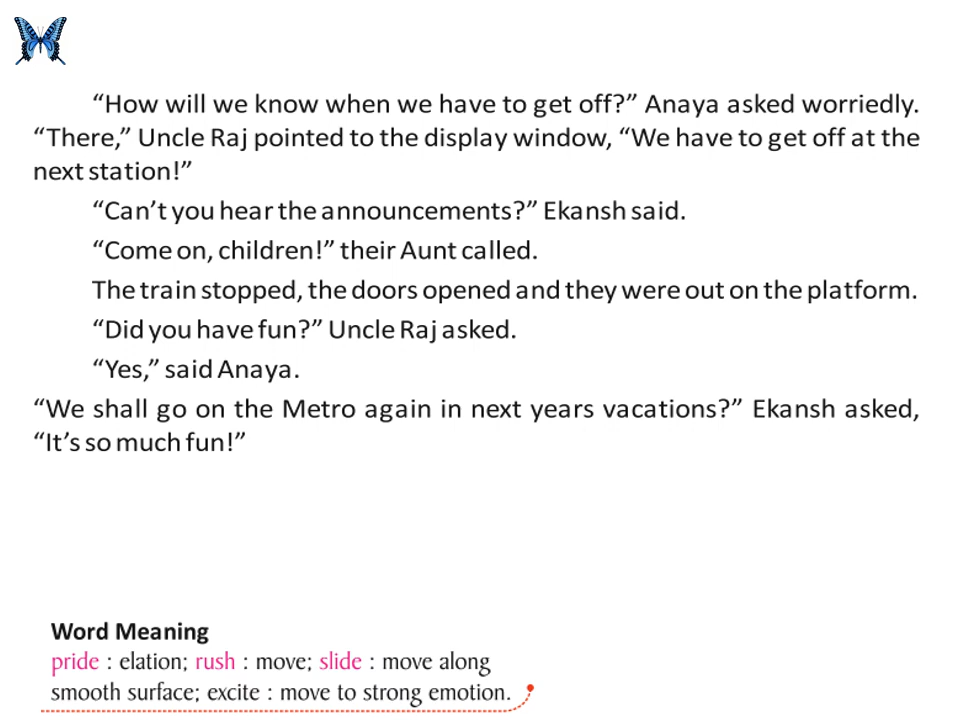 “How will we know when we have to get off?” Anaya asked worriedly.
“There,” Uncle Raj pointed to the display window, “We have to get off at the
next station!”
“Can’t you hear the announcements?” Ekansh said.
“Come on, children!” their Aunt called.
The train stopped, the doors opened and they were out on the platform.
“Did you have fun?” Uncle Raj asked.
“Yes,” said Anaya.
“We shall go on the Metro again in next years vacations?” Ekansh asked,
“It’s so much fun!”
Word Meaning
pride : elation; rush : move; slide : move along
smooth surface; excite : move to strong emotion.